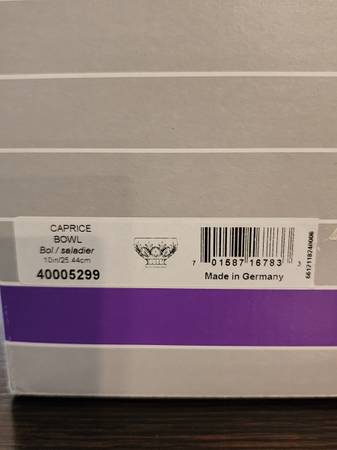 CAPRICE
BOWL
Bol / saladier
10in/25.44cm
40005299
7 01587 16783 3
Made in Germany